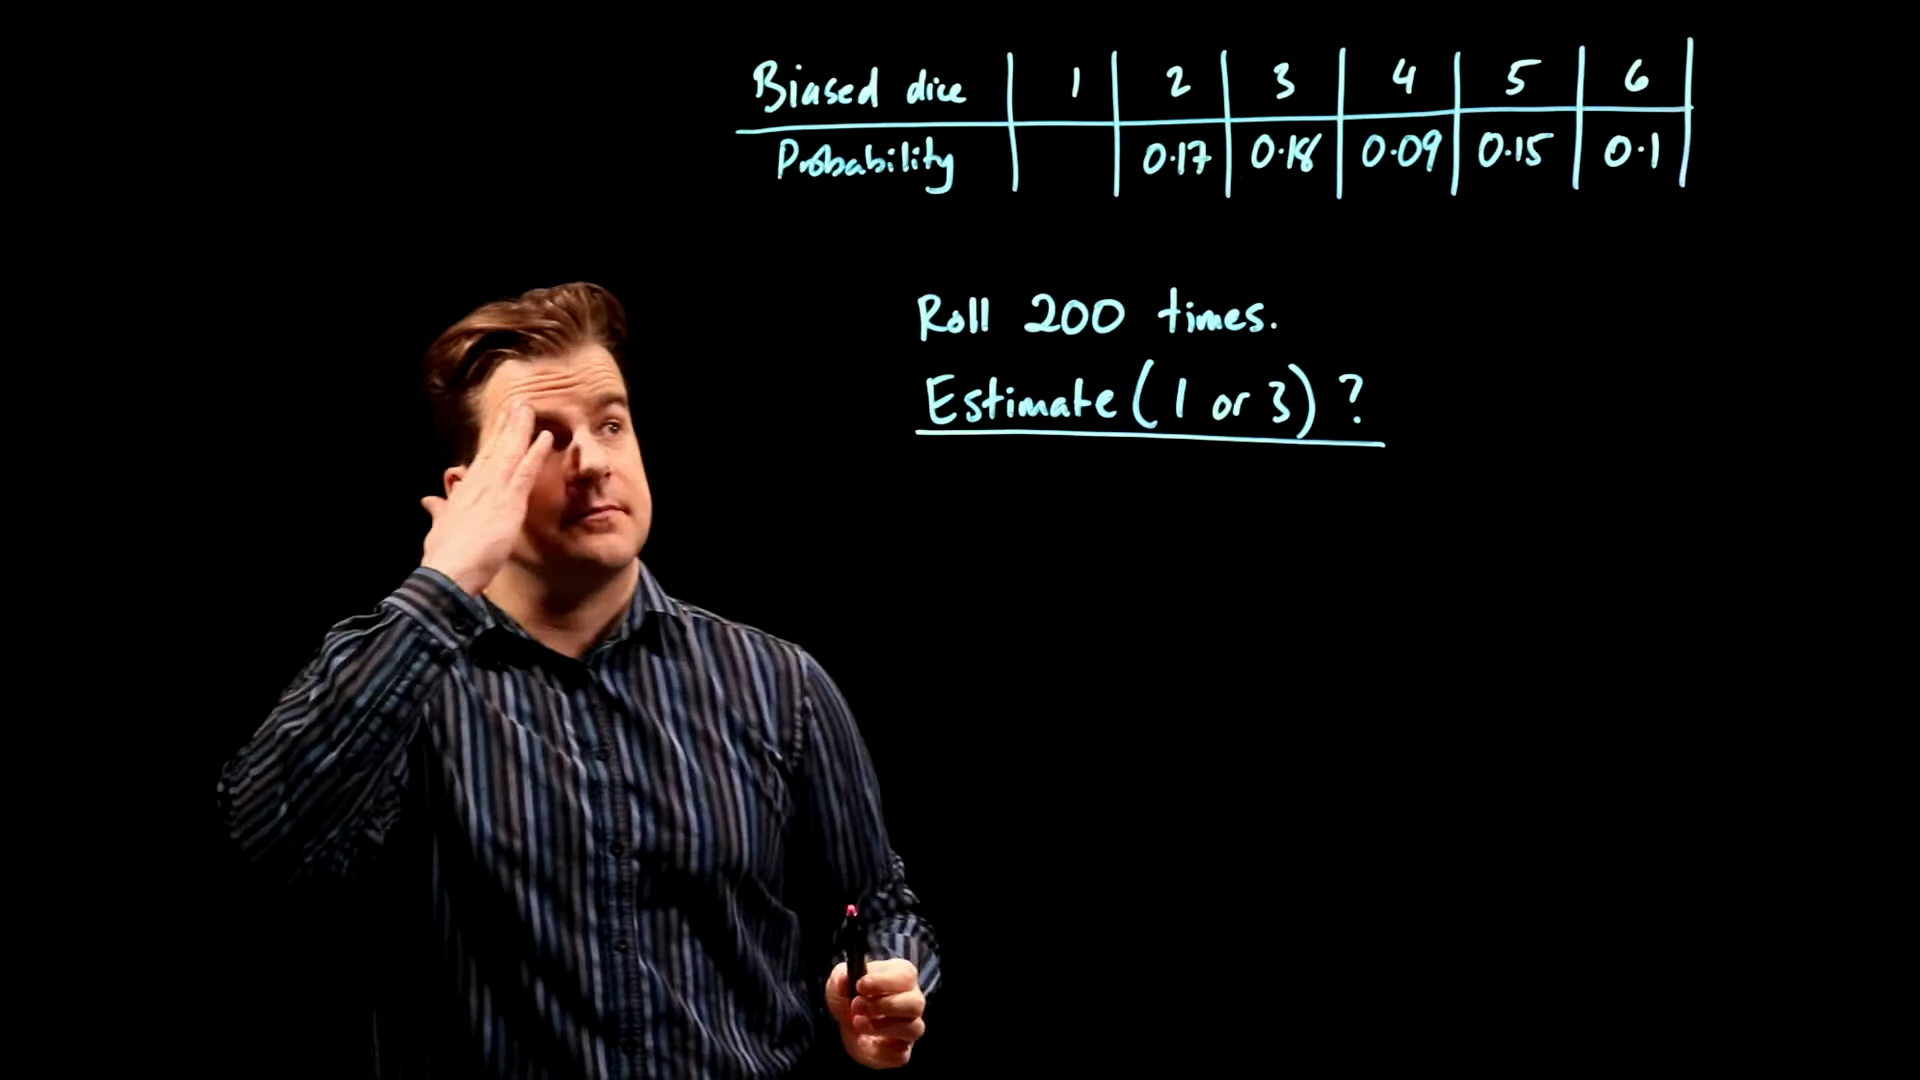 Biased dice 1 2 3 4 5 6
Probability 0.17 0.18 0.09 0.15 0.1
Roll 200 times.
Estimate (1 or 3)?